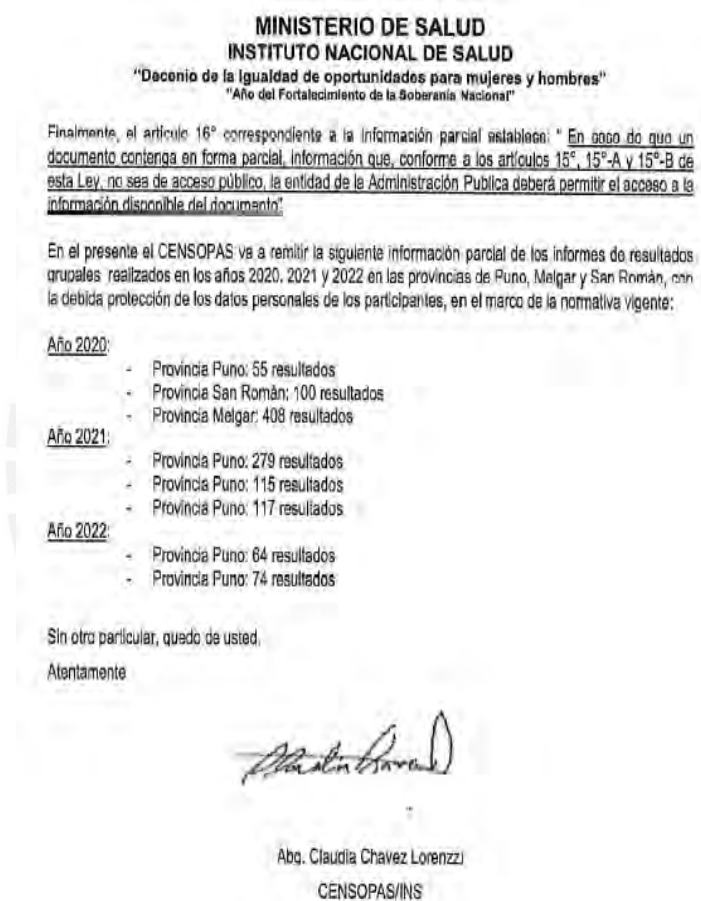 MINISTERIO DE SALUD
INSTITUTO NACIONAL DE SALUD
"Decenio de la Igualdad de oportunidades para mujeres y hombres"
"Año del Fortalecimiento de la Soberanía Nacional"
Finalmente, el artículo 16° correspondiente a la información parcial establece: " En caso de que un
documento contenga en forma parcial, información que, conforme a los artículos 15°, 15°-A y 15°-B de
esta Ley, no sea de acceso público, la entidad de la Administración Publica deberá permitir el acceso a la
información disponible del documento".
En el presente el CENSOPAS va a remitir la siguiente información parcial de los informes de resultados
grupales realizados en los años 2020, 2021 y 2022 en las provincias de Puno, Melgar y San Román, con
la debida protección de los datos personales de los participantes, en el marco de la normativa vigente:
Año 2020:
- Provincia Puno: 55 resultados
- Provincia San Román: 100 resultados
- Provincia Melgar: 408 resultados
Año 2021:
- Provincia Puno: 279 resultados
- Provincia Puno: 115 resultados
- Provincia Puno: 117 resultados
Año 2022:
- Provincia Puno: 64 resultados
- Provincia Puno: 74 resultados
Sin otro particular, quedo de usted,
Atentamente
Abg. Claudia Chavez Lorenzzi
CENSOPAS/INS